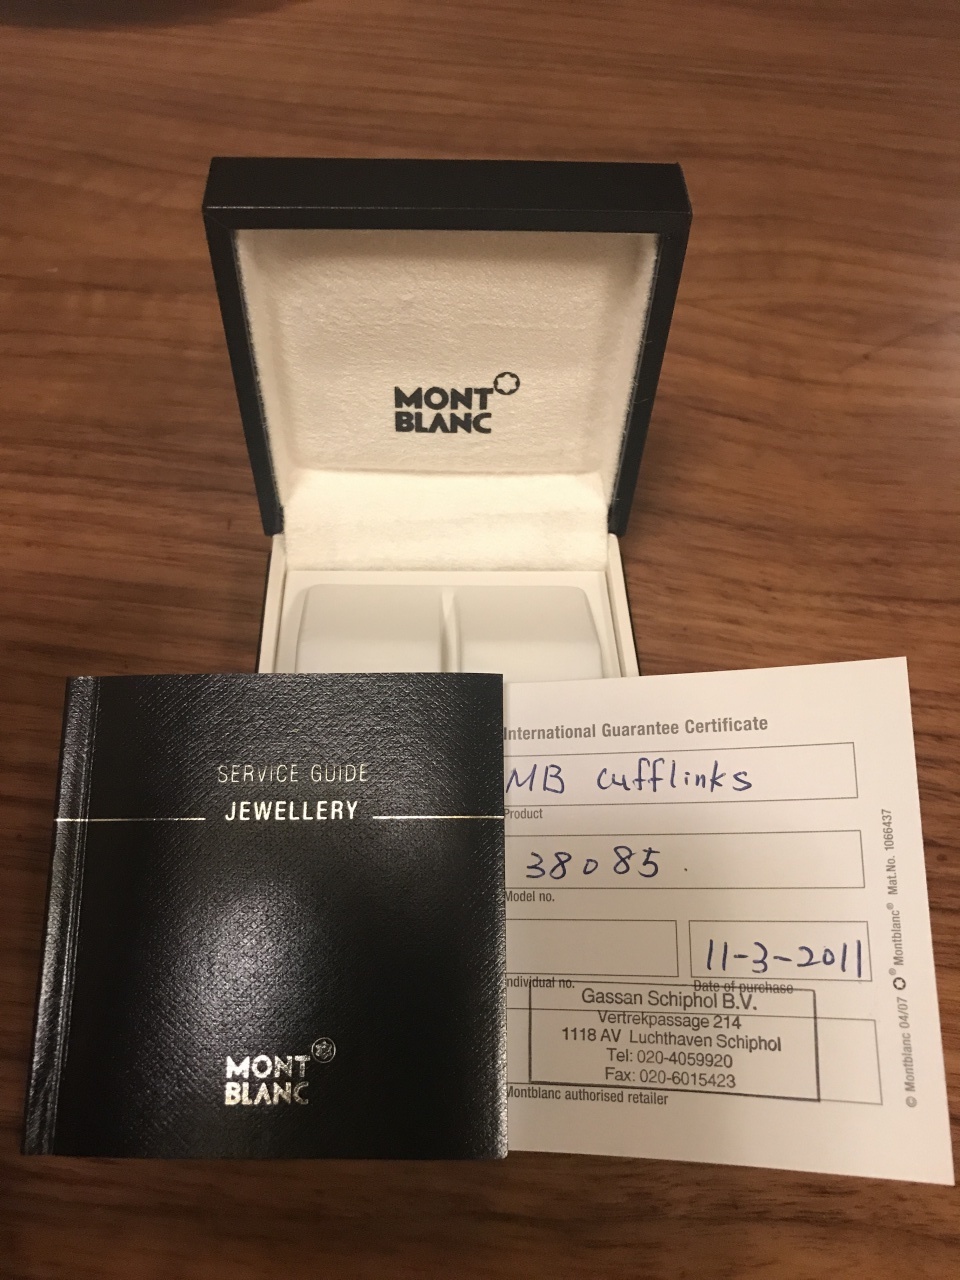 MONT
BLANC
SERVICE GUIDE
JEWELLERY
MONT
BLANC
International Guarantee Certificate
MB cufflinks
Product
38085.
Model no.
11-3-2011
Individual no.
Date of purchase
Gassan Schiphol B.V.
Vertrekpassage 214
1118 AV Luchthaven Schiphol
Tel: 020-4059920
Fax: 020-6015423
Montblanc authorised retailer
© Montblanc 04/07 Montblanc® Mat.No. 1066437